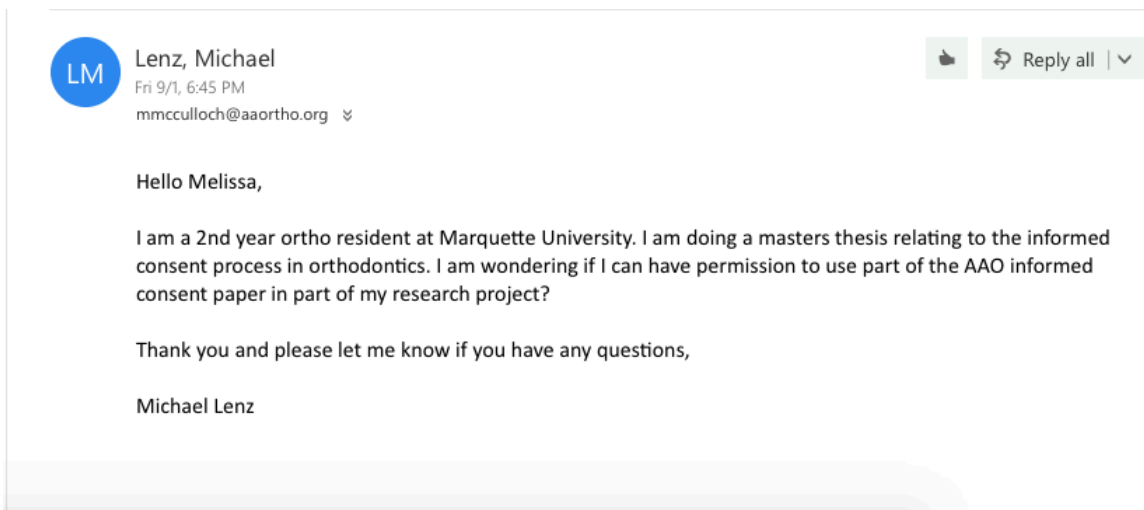 LM
Lenz, Michael
Reply all
Fri 9/1, 6:45 PM
mmcculloch@aaortho.org
Hello Melissa,
I am a 2nd year ortho resident at Marquette University. I am doing a masters thesis relating to the informed
consent process in orthodontics. I am wondering if I can have permission to use part of the AAO informed
consent paper in part of my research project?
Thank you and please let me know if you have any questions,
Michael Lenz